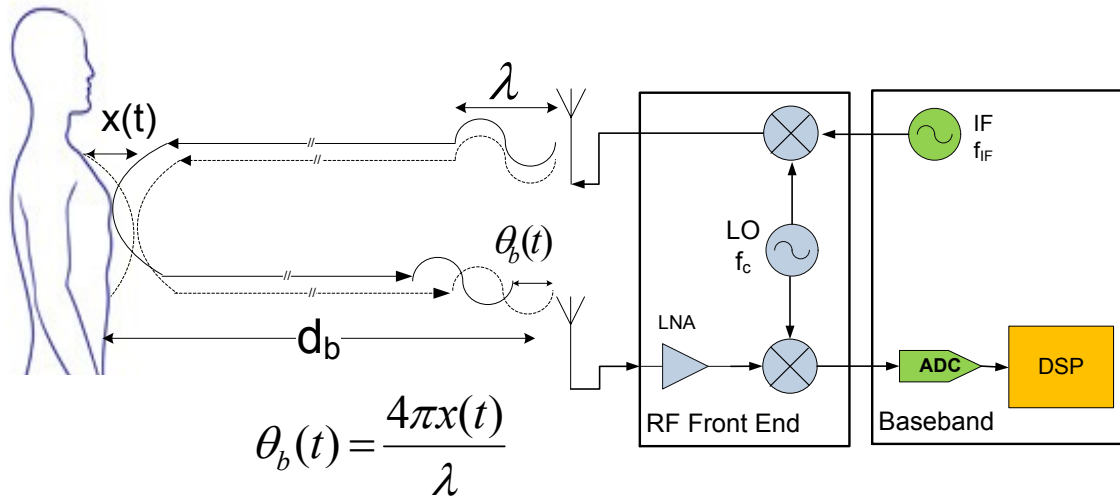 λ
x(t)
IF
f_IF
LO
f_c
θ_b(t)
LNA
d_b
ADC
DSP
RF Front End
Baseband
θ_b(t) = 4πx(t) / λ